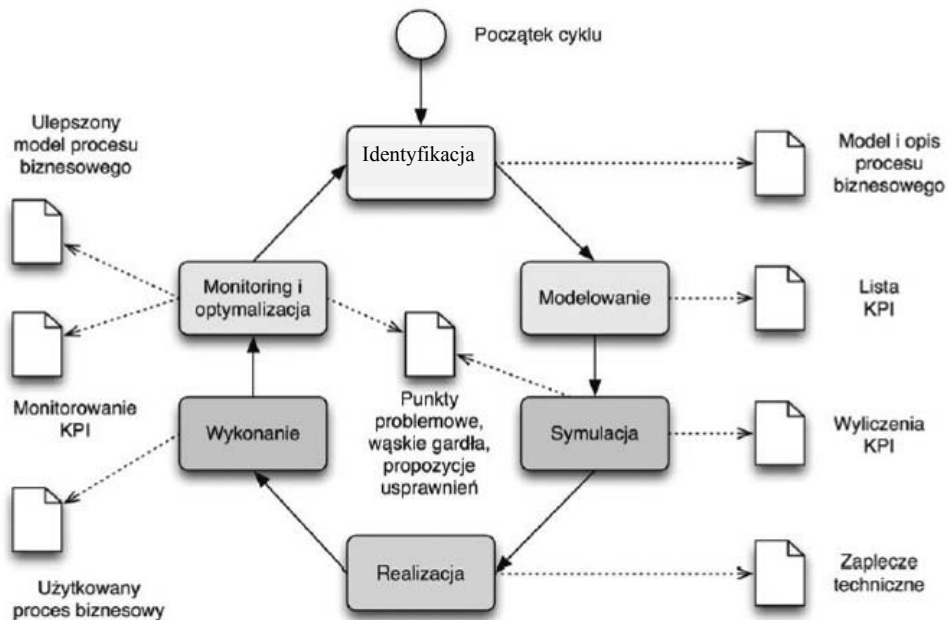 Początek cyklu
Ulepszony
model procesu
biznesowego
Identyfikacja
Model i opis
procesu
biznesowego
Monitoring i
optymalizacja
Modelowanie
Lista
KPI
Monitorowanie
KPI
Wykonanie
Punkty
problemowe,
wąskie gardła,
propozycje
usprawnień
Symulacja
Wyliczenia
KPI
Użytkowany
proces biznesowy
Realizacja
Zaplecze
techniczne